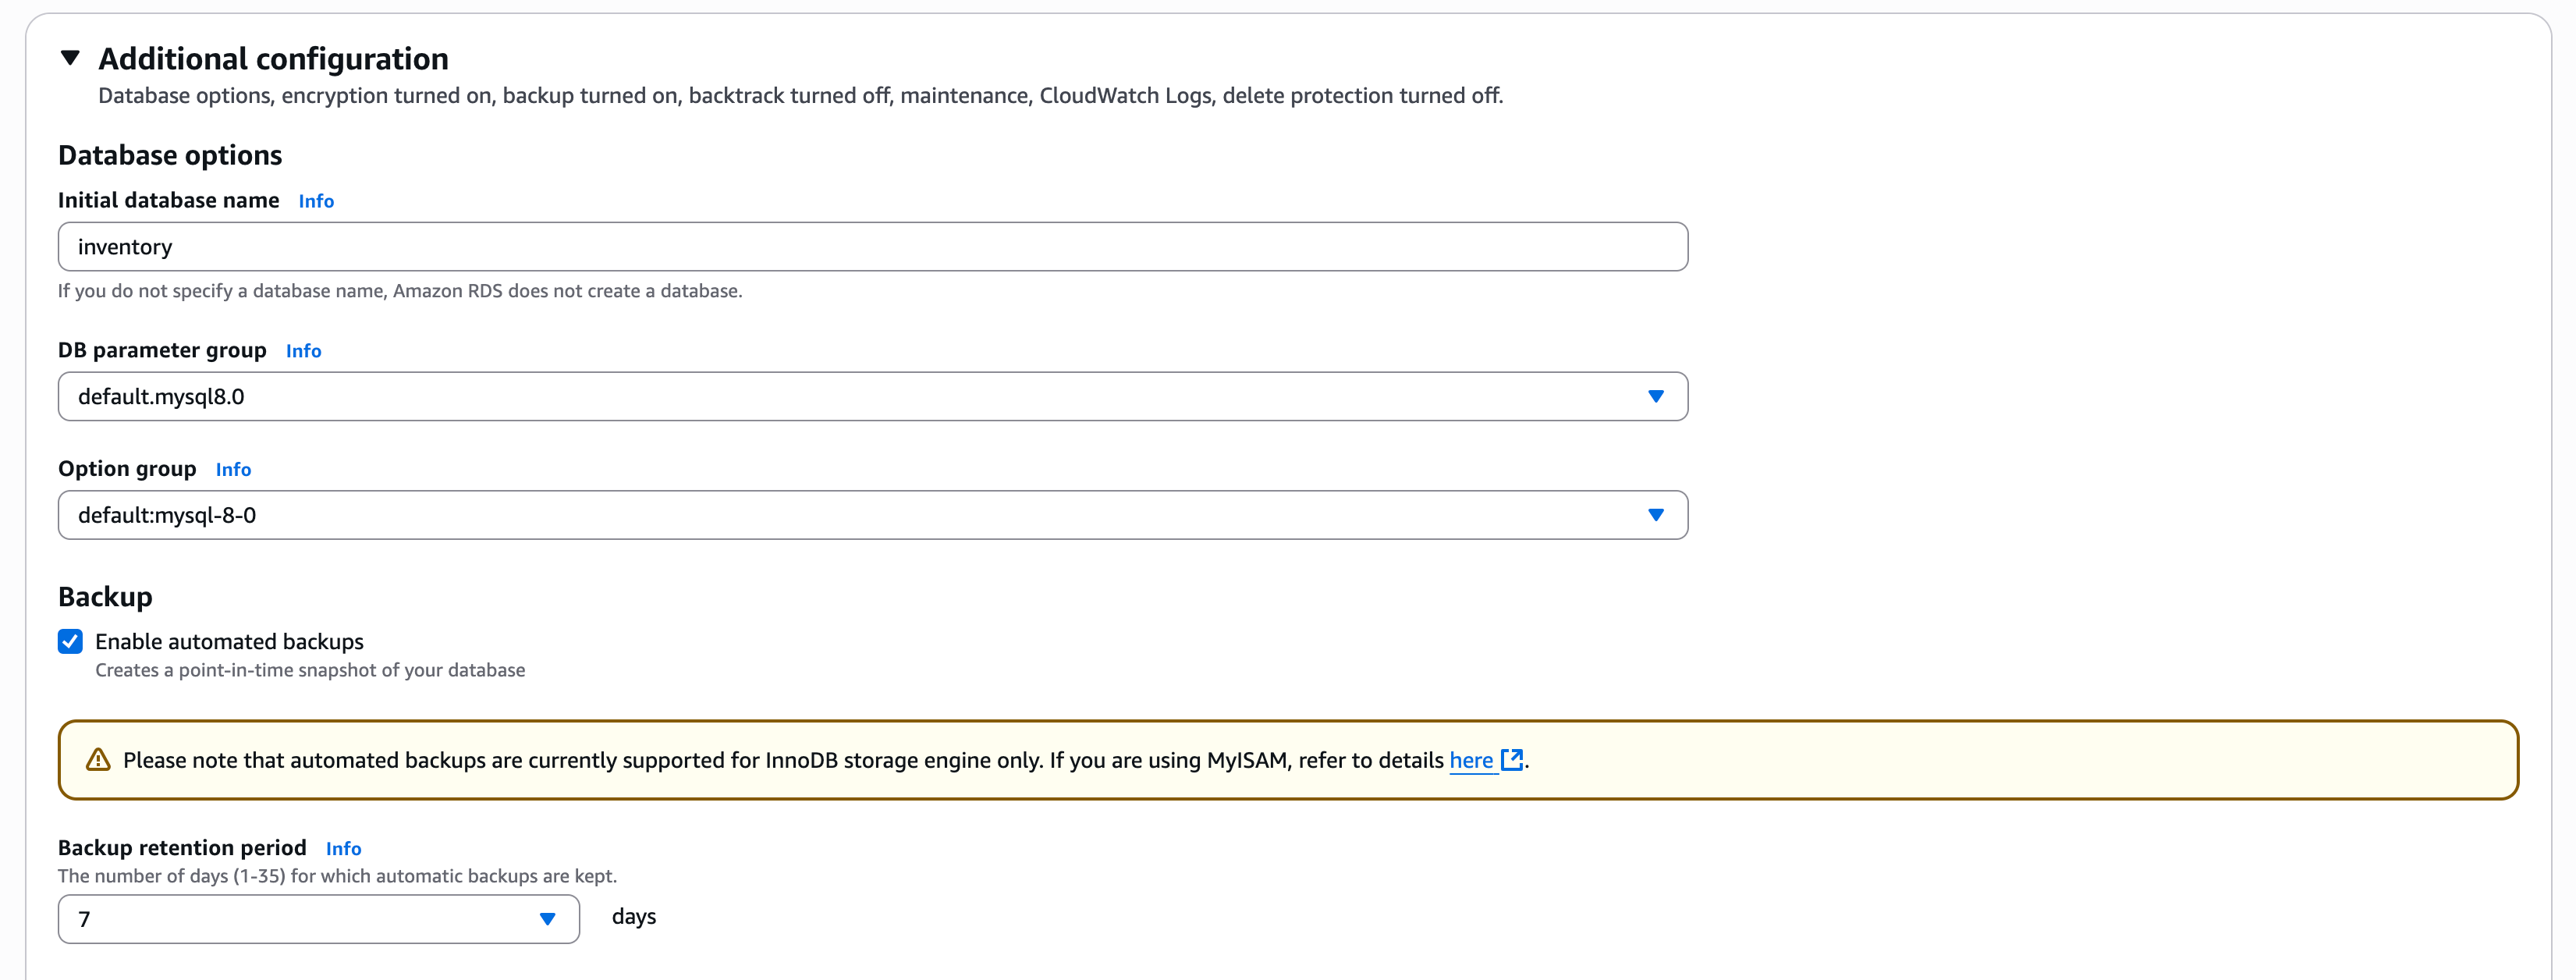 Additional configuration
Database options, encryption turned on, backup turned on, backtrack turned off, maintenance, CloudWatch Logs, delete protection turned off.
Database options
Initial database name Info
inventory
If you do not specify a database name, Amazon RDS does not create a database.
DB parameter group Info
default.mysql8.0
Option group Info
default:mysql-8-0
Backup
Enable automated backups
Creates a point-in-time snapshot of your database
Please note that automated backups are currently supported for InnoDB storage engine only. If you are using MyISAM, refer to details here .
Backup retention period Info
The number of days (1-35) for which automatic backups are kept.
7 days